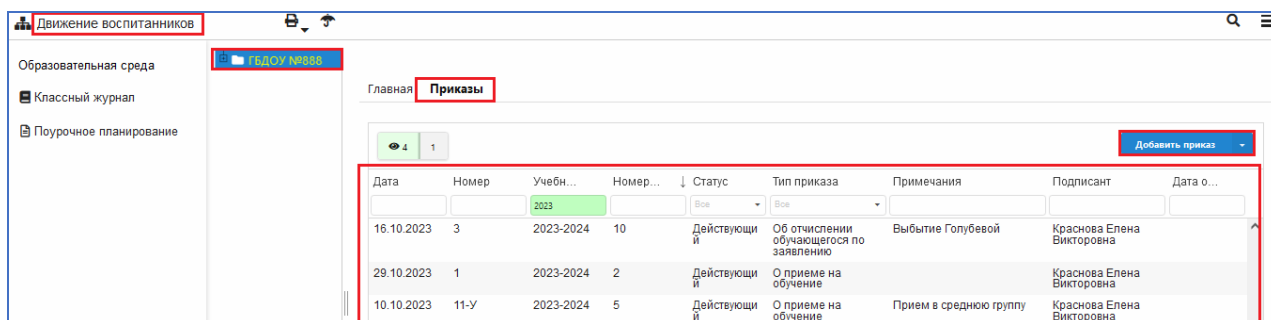 Движение воспитанников
Образовательная среда
Классный журнал
Поурочное планирование
ГБДОУ №888
Главная Приказы
4 1
Добавить приказ
Дата Номер Учебн... Номер... ↓ Статус Тип приказа Примечания Подписант Дата о...
2023 Все Все
16.10.2023 3 2023-2024 10 Действующи Об отчислении Выбытие Голубевой Краснова Елена
й обучающегося по Викторовна
заявлению
29.10.2023 1 2023-2024 2 Действующи О приеме на Краснова Елена
й обучение Викторовна
10.10.2023 11-У 2023-2024 5 Действующи О приеме на Прием в среднюю группу Краснова Елена
й обучение Викторовна